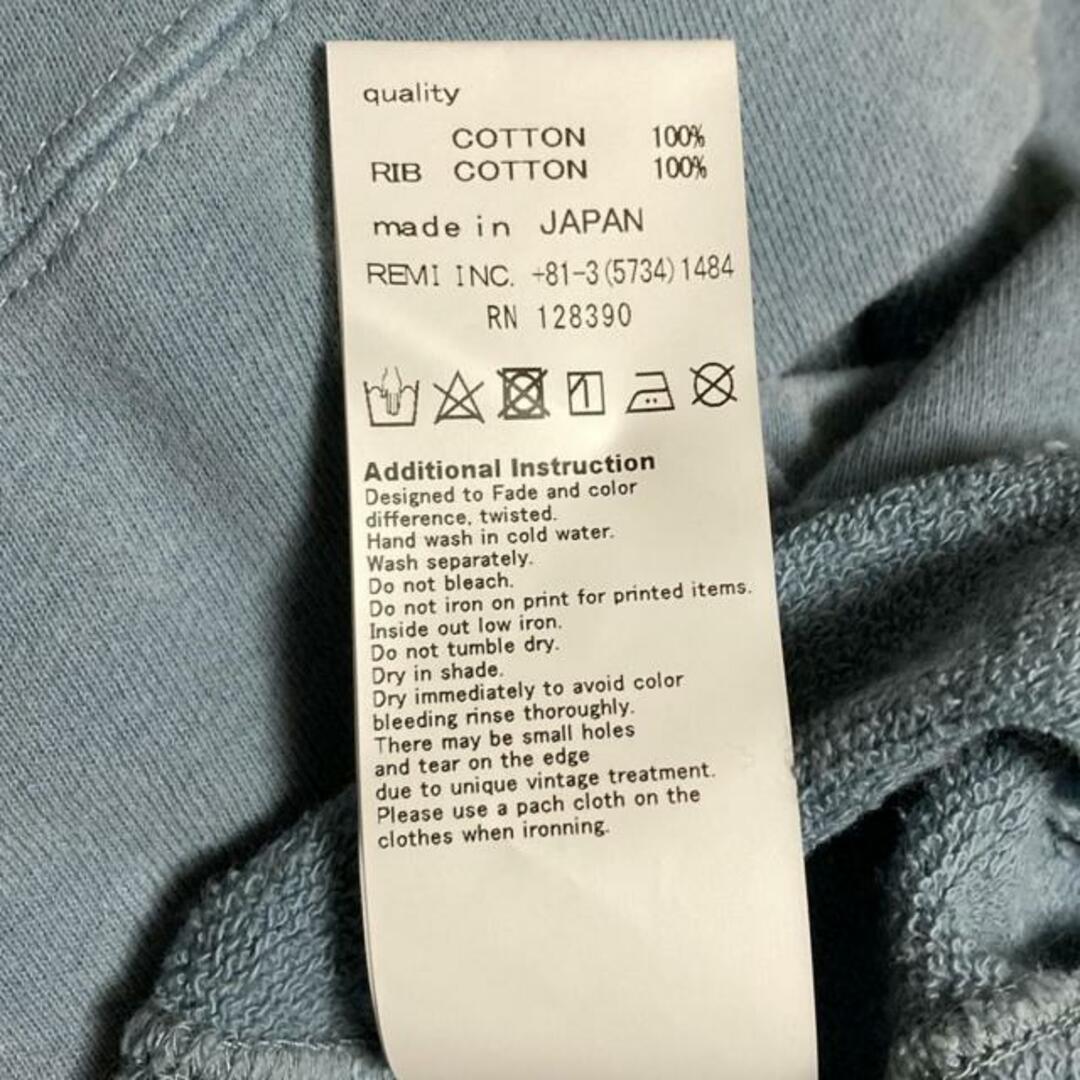 quality
COTTON 100%
RIB COTTON 100%
made in JAPAN
REMI INC. +81-3(5734)1484
RN 128390
Additional Instruction
Designed to Fade and color
difference, twisted.
Hand wash in cold water.
Wash separately.
Do not bleach.
Do not iron on print for printed items.
Inside out low iron.
Do not tumble dry.
Dry in shade.
Dry immediately to avoid color
bleeding rinse thoroughly.
There may be small holes
and tear on the edge
due to unique vintage treatment.
Please use a pach cloth on the
clothes when ironning.